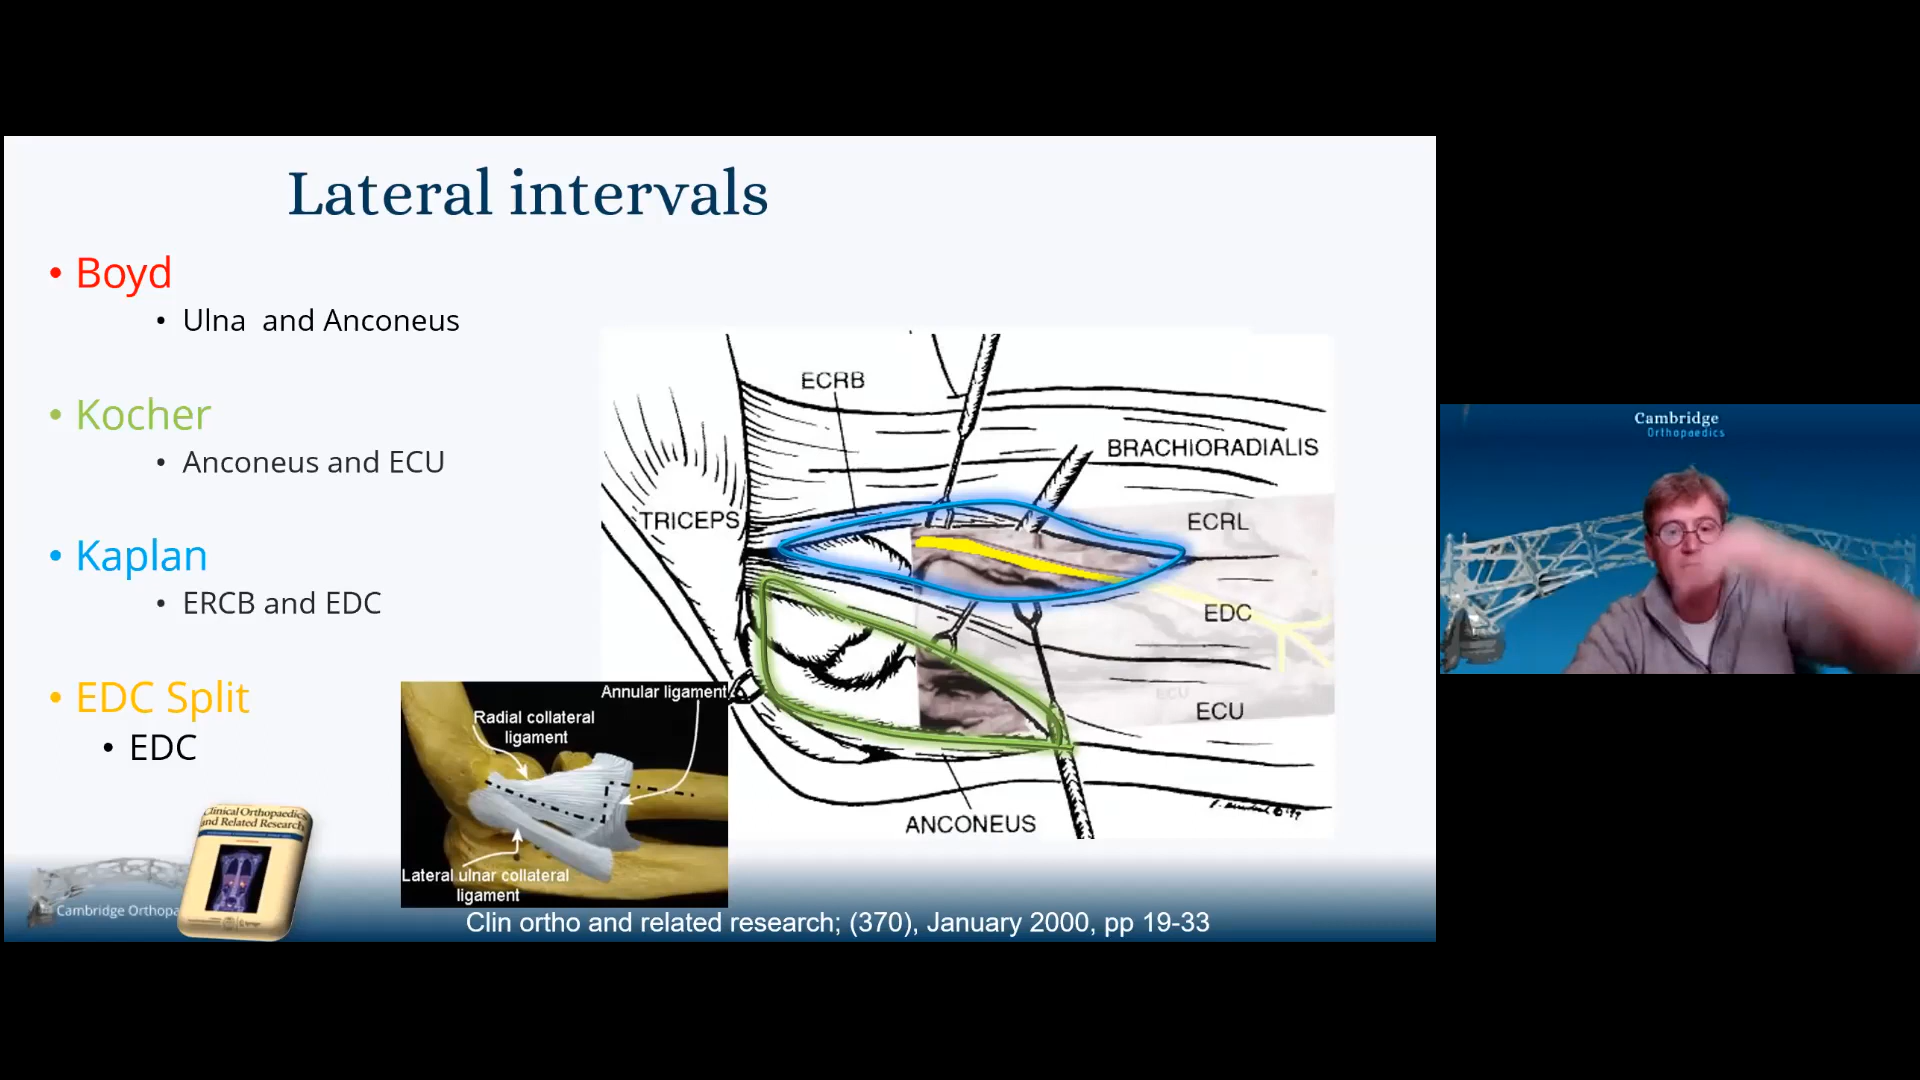 Lateral intervals
• Boyd
• Ulna and Anconeus
• Kocher
• Anconeus and ECU
• Kaplan
• ERCB and EDC
• EDC Split
• EDC
ECRB
BRACHIORADIALIS
TRICEPS
ECRL
EDC
ECU
ECU
ANCONEUS
Annular ligament
Radial collateral
ligament
Lateral ulnar collateral
ligament
Clinical Orthopaedics
and Related Research
Cambridge Orthopa
Clin ortho and related research; (370), January 2000, pp 19-33
Cambridge
Orthopaedics